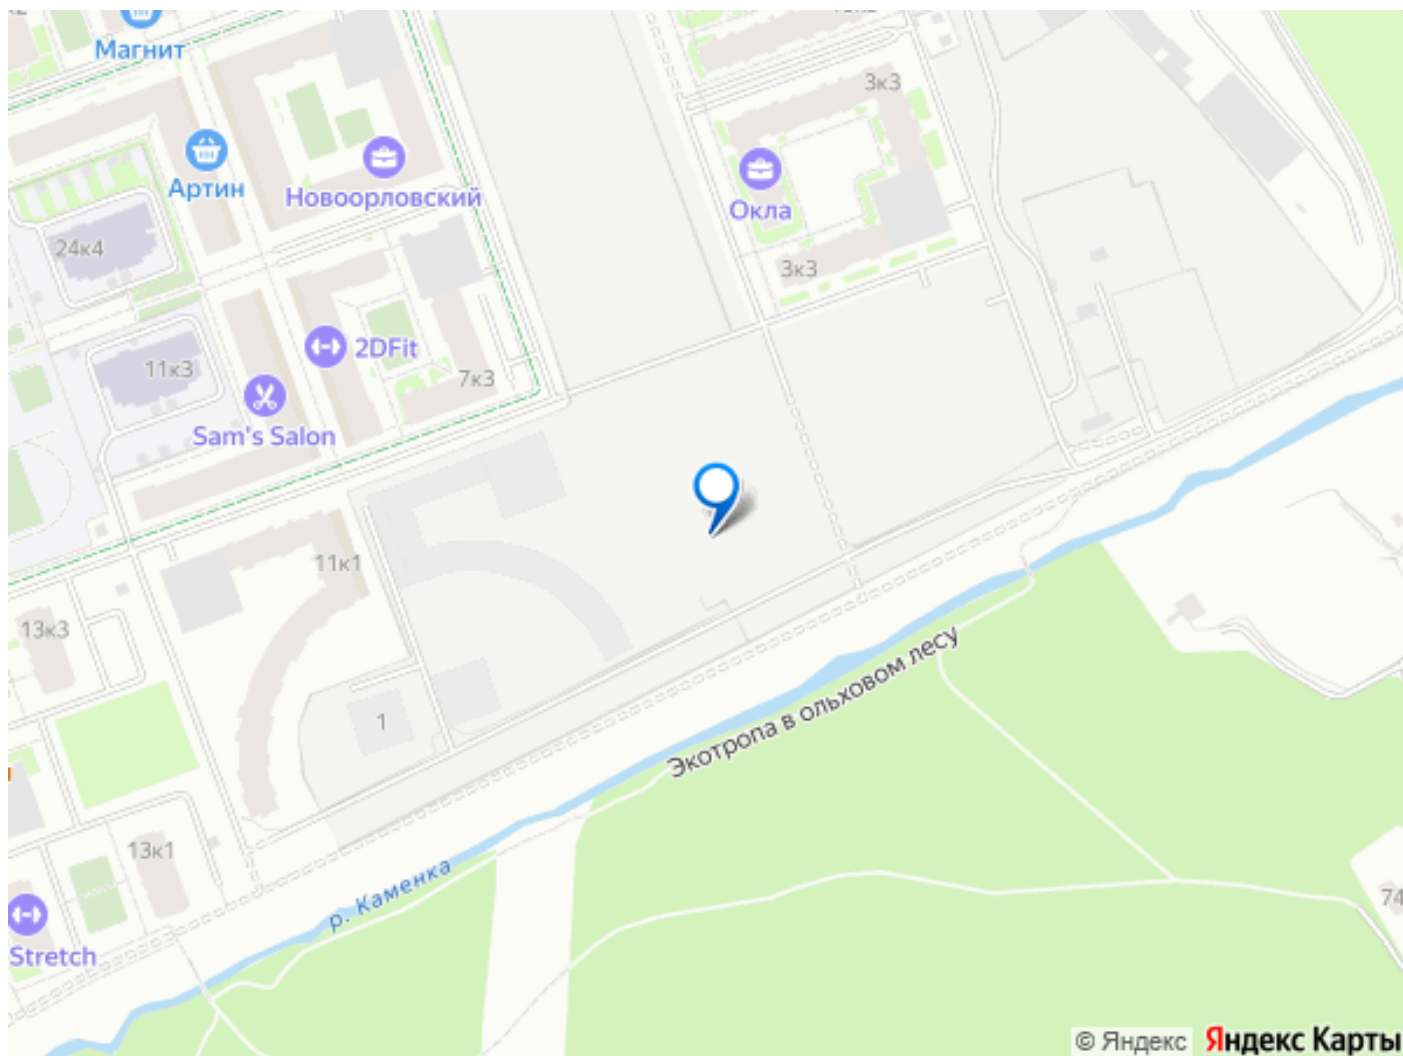 Магнит
3к3
Артин
Новоорловский
Окла
24к4
3к3
2DFit
11к3
7к3
Sam's Salon
11к1
13к3
Экотропа в ольховом лесу
1
13к1
р. Каменка
74
Stretch
© Яндекс Яндекс Карты